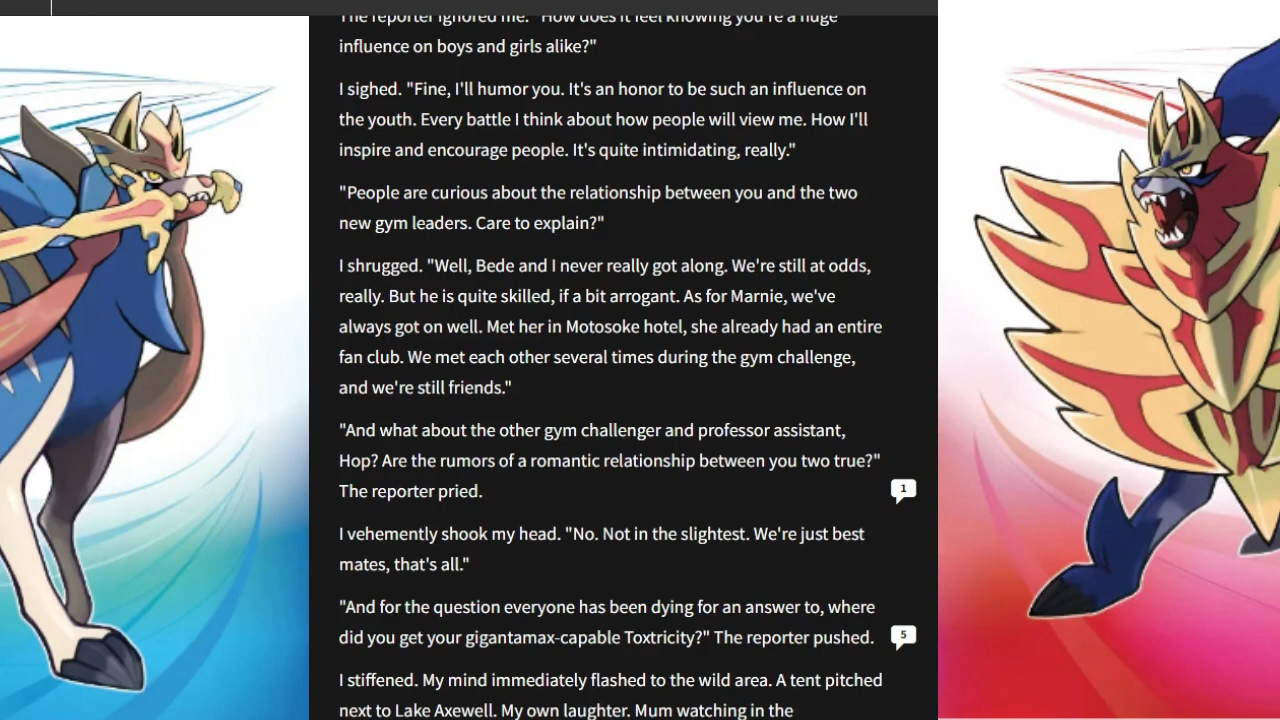 The reporter ignored me. "How does it feel knowing you're a huge
influence on boys and girls alike?"
I sighed. "Fine, I'll humor you. It's an honor to be such an influence on
the youth. Every battle I think about how people will view me. How I'll
inspire and encourage people. It's quite intimidating, really."
"People are curious about the relationship between you and the two
new gym leaders. Care to explain?"
I shrugged. "Well, Bede and I never really got along. We're still at odds,
really. But he is quite skilled, if a bit arrogant. As for Marnie, we've
always got on well. Met her in Motosoke hotel, she already had an entire
fan club. We met each other several times during the gym challenge,
and we're still friends."
"And what about the other gym challenger and professor assistant,
Hop? Are the rumors of a romantic relationship between you two true?"
The reporter pried.
1
I vehemently shook my head. "No. Not in the slightest. We're just best
mates, that's all."
"And for the question everyone has been dying for an answer to, where
did you get your gigantamax-capable Toxtricity?" The reporter pushed.
5
I stiffened. My mind immediately flashed to the wild area. A tent pitched
next to Lake Axewell. My own laughter. Mum watching in the